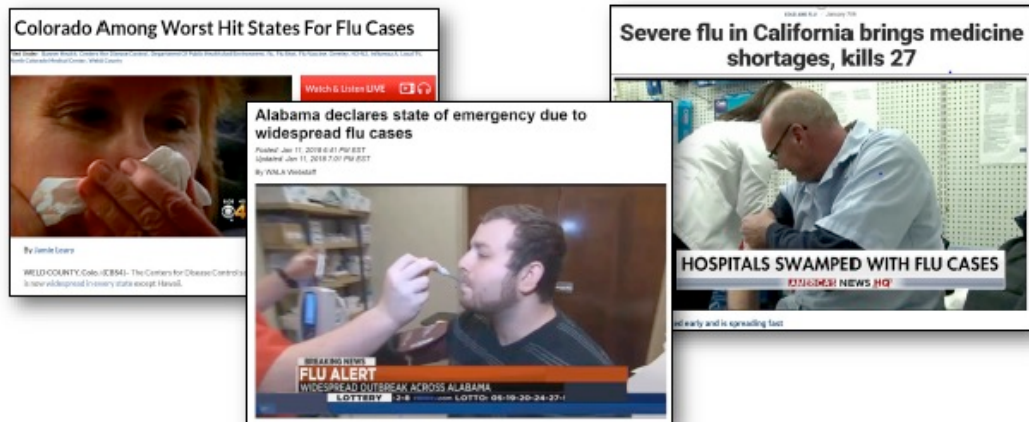 Colorado Among Worst Hit States For Flu Cases
Watch & Listen LIVE
By Jamie Leary
WELD COUNTY, Colo. (CBS4)- The Centers for Disease Control
is now widespread in every state except Hawaii.
Alabama declares state of emergency due to
widespread flu cases
Posted: Jan 11, 2018 6:41 PM EST
Updated: Jan 11, 2018 7:01 PM EST
By WALA Webstaff
BREAKING NEWS
FLU ALERT
WIDESPREAD OUTBREAK ACROSS ALABAMA
LOTTERY 2-8 LOTTO: 05-19-20-24-27-
Severe flu in California brings medicine
shortages, kills 27
HOSPITALS SWAMPED WITH FLU CASES
AMERICA'S NEWS HQ
ed early and is spreading fast